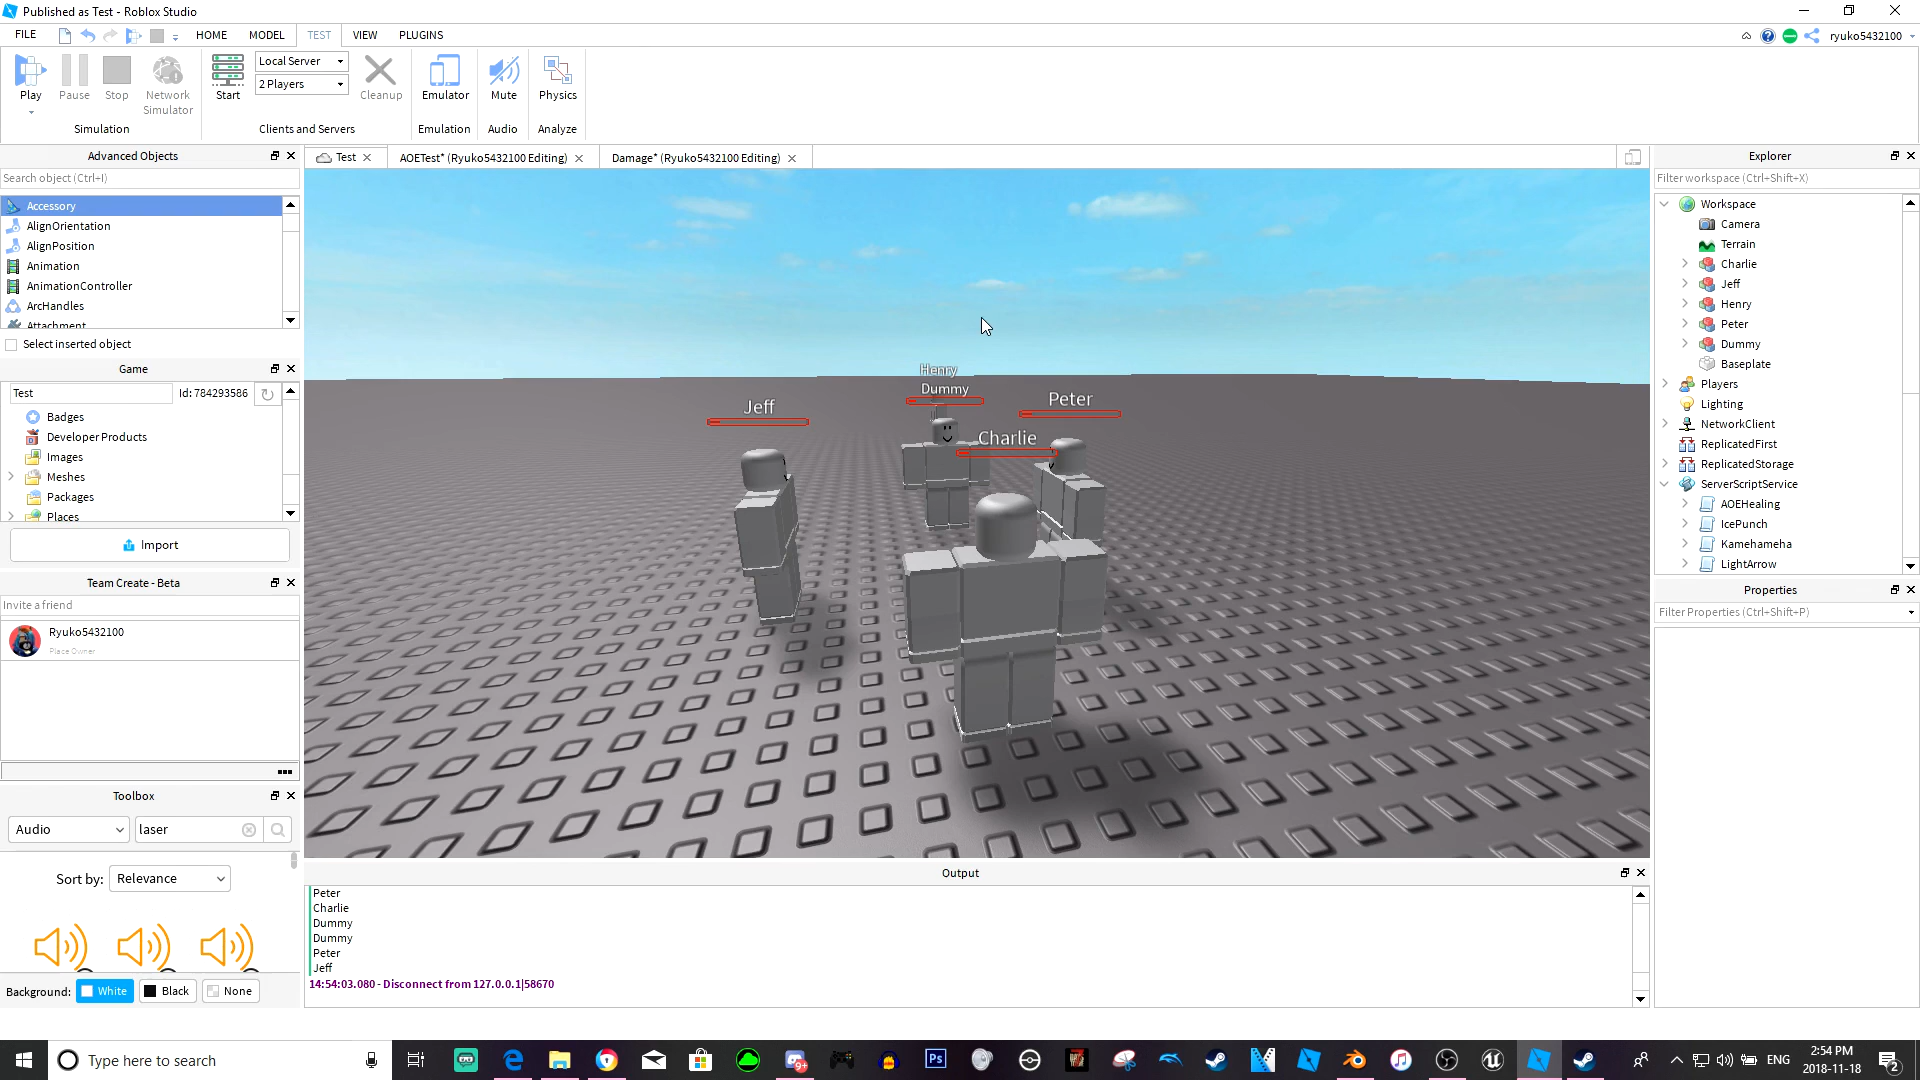 Published as Test - Roblox Studio
FILE
HOME
MODEL
TEST
VIEW
PLUGINS
ryuko5432100
Play
Pause
Stop
Network
Simulator
Simulation
Start
Local Server
2 Players
Cleanup
Clients and Servers
Emulator
Emulation
Mute
Audio
Physics
Analyze
Advanced Objects
Search object (Ctrl+I)
Accessory
AlignOrientation
AlignPosition
Animation
AnimationController
ArcHandles
Attachment
Select inserted object
Game
Test
Id: 784293586
Badges
Developer Products
Images
Meshes
Packages
Places
Import
Team Create - Beta
Invite a friend
Ryuko5432100
Place Owner
Toolbox
Audio
laser
Sort by:
Relevance
Background:
White
Black
None
Test
AOETest* (Ryuko5432100 Editing)
Damage* (Ryuko5432100 Editing)
Henry
Dummy
Jeff
Peter
Charlie
Output
Peter
Charlie
Dummy
Dummy
Peter
Jeff
14:54:03.080 - Disconnect from 127.0.0.1|58670
Explorer
Filter workspace (Ctrl+Shift+X)
Workspace
Camera
Terrain
Charlie
Jeff
Henry
Peter
Dummy
Baseplate
Players
Lighting
NetworkClient
ReplicatedFirst
ReplicatedStorage
ServerScriptService
AOEHealing
IcePunch
Kamehameha
LightArrow
Properties
Filter Properties (Ctrl+Shift+P)
Type here to search
Ps
9+
ENG
2:54 PM
2018-11-18
2